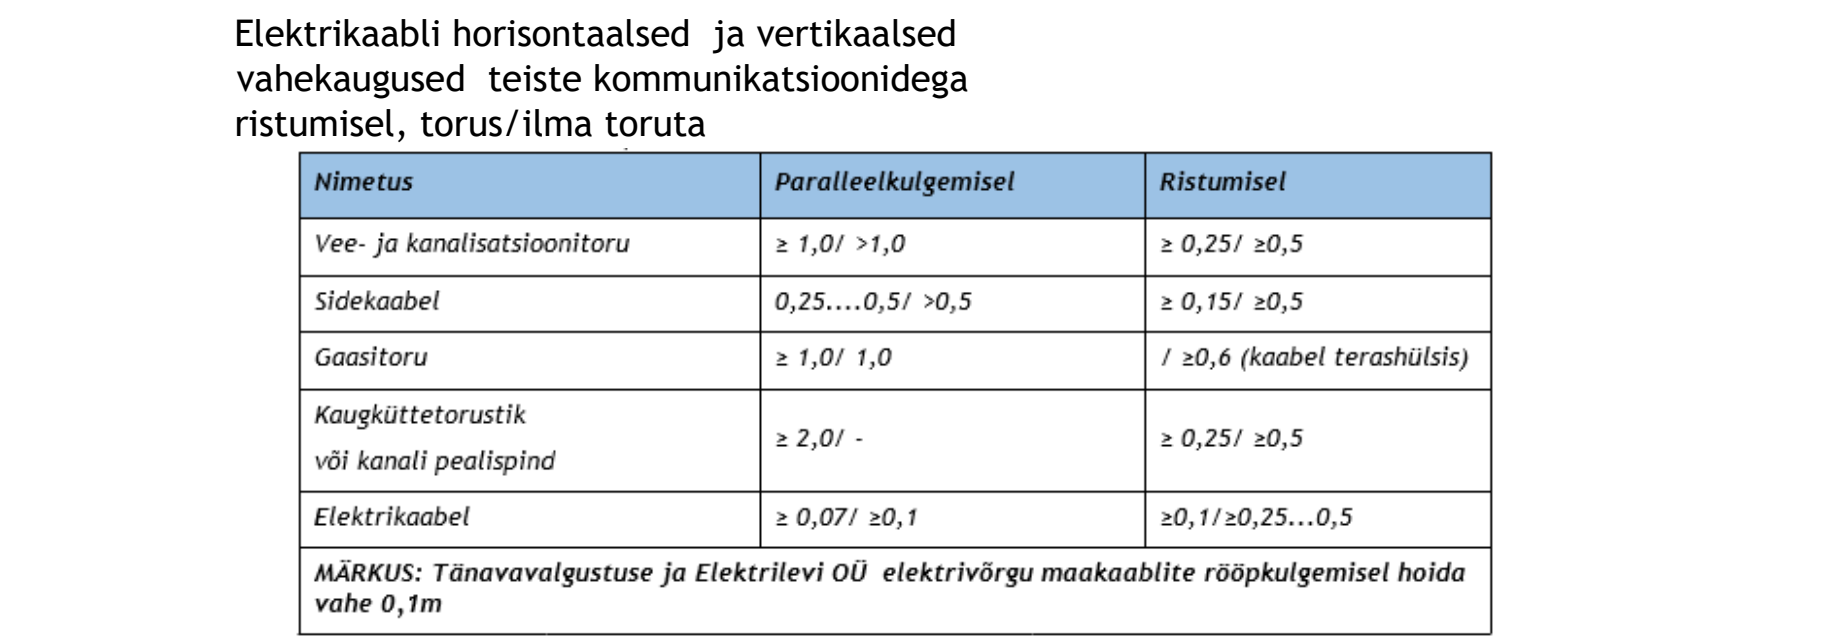 Elektrikaabli horisontaalsed ja vertikaalsed
vahekaugused teiste kommunikatsioonidega
ristumisel, torus/ilma toruta
Nimetus Paralleelkulgemisel Ristumisel
Vee- ja kanalisatsioonitoru ≥ 1,0/ >1,0 ≥ 0,25/ ≥0,5
Sidekaabel 0,25....0,5/ >0,5 ≥ 0,15/ ≥0,5
Gaasitoru ≥ 1,0/ 1,0 / ≥0,6 (kaabel terashülsis)
Kaugküttetorustik
või kanali pealispind ≥ 2,0/ - ≥ 0,25/ ≥0,5
Elektrikaabel ≥ 0,07/ ≥0,1 ≥0,1/≥0,25...0,5
MÄRKUS: Tänavavalgustuse ja Elektrilevi OÜ elektrivõrgu maakaablite rööpkulgemisel hoida
vahe 0,1m